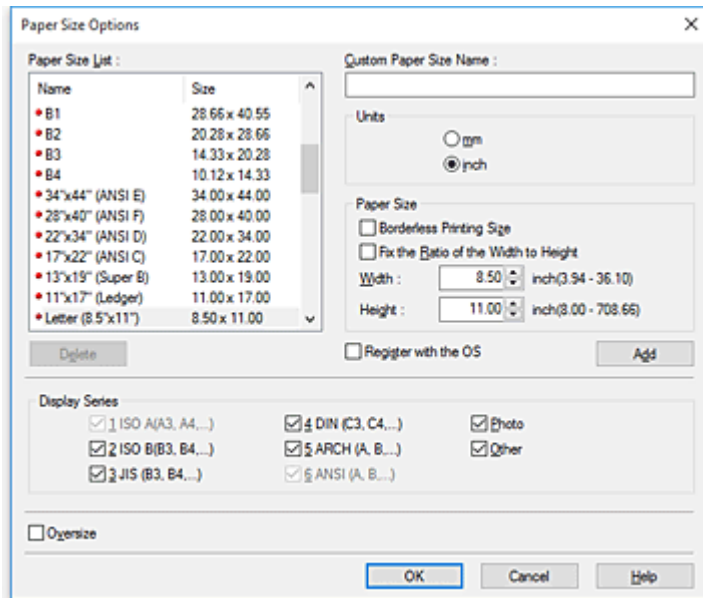 Paper Size Options
Paper Size List :
Name Size
B1 28.66 x 40.55
B2 20.28 x 28.66
B3 14.33 x 20.28
B4 10.12 x 14.33
34"x44" (ANSI E) 34.00 x 44.00
28"x40" (ANSI F) 28.00 x 40.00
22"x34" (ANSI D) 22.00 x 34.00
17"x22" (ANSI C) 17.00 x 22.00
13"x19" (Super B) 13.00 x 19.00
11"x17" (Ledger) 11.00 x 17.00
Letter (8.5"x11") 8.50 x 11.00
Delete
Custom Paper Size Name :
Units
mm
inch
Paper Size
Borderless Printing Size
Fix the Ratio of the Width to Height
Width : 8.50 inch(3.94 - 36.10)
Height : 11.00 inch(8.00 - 708.66)
Register with the OS Add
Display Series
1 ISO A(A3, A4,...) 4 DIN (C3, C4,...) Photo
2 ISO B(B3, B4,...) 5 ARCH (A, B,...) Other
3 JIS (B3, B4,...) 6 ANSI (A, B,...)
Oversize
OK Cancel Help